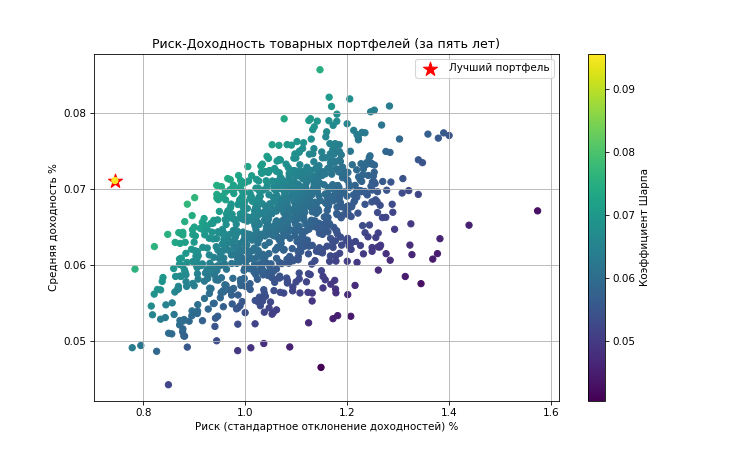 Риск-Доходность товарных портфелей (за пять лет)
Лучший портфель
Средняя доходность %
0.08
0.07
0.06
0.05
0.8 1.0 1.2 1.4 1.6
Риск (стандартное отклонение доходностей) %
0.09
0.08
0.07
0.06
0.05
Коэффициент Шарпа